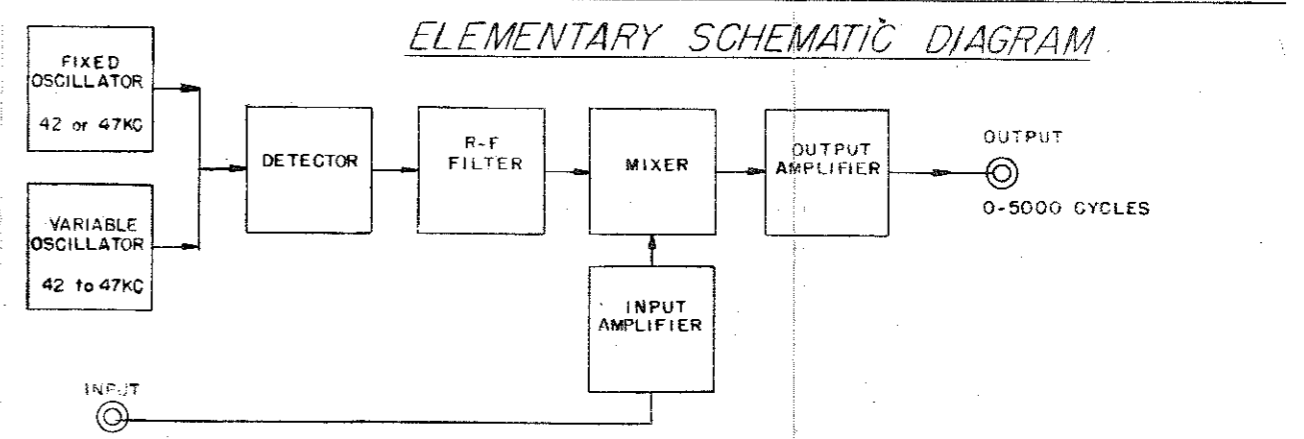 ELEMENTARY SCHEMATIC DIAGRAM
FIXED
OSCILLATOR
42 or 47KC
VARIABLE
OSCILLATOR
42 to 47KC
DETECTOR
R-F
FILTER
MIXER
OUTPUT
AMPLIFIER
OUTPUT
0-5000 CYCLES
INPUT
AMPLIFIER
INPUT